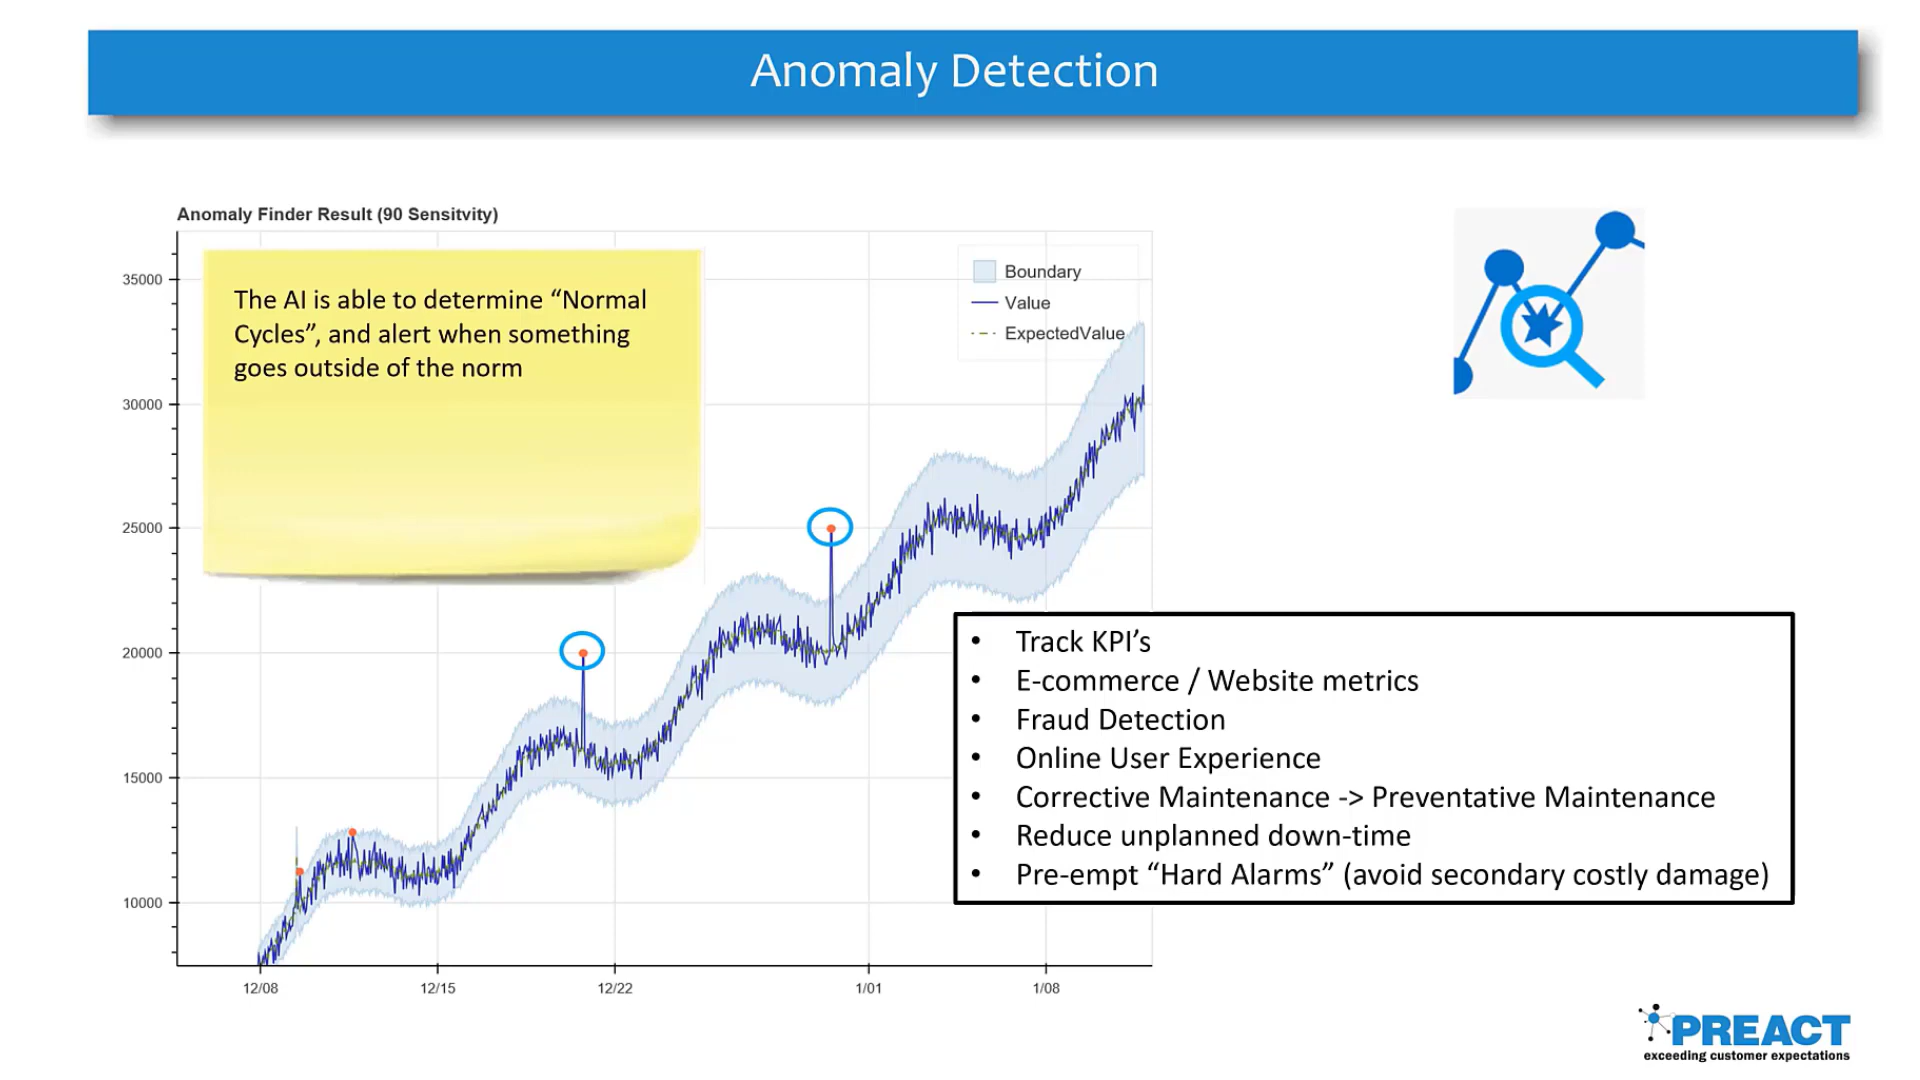 Anomaly Detection
Anomaly Finder Result (90 Sensitvity)
The AI is able to determine “Normal
Cycles”, and alert when something
goes outside of the norm
Boundary
Value
ExpectedValue
35000
30000
25000
20000
15000
10000
12/08
12/15
12/22
1/01
1/08
• Track KPI’s
• E-commerce / Website metrics
• Fraud Detection
• Online User Experience
• Corrective Maintenance -> Preventative Maintenance
• Reduce unplanned down-time
• Pre-empt “Hard Alarms” (avoid secondary costly damage)
PREACT
exceeding customer expectations